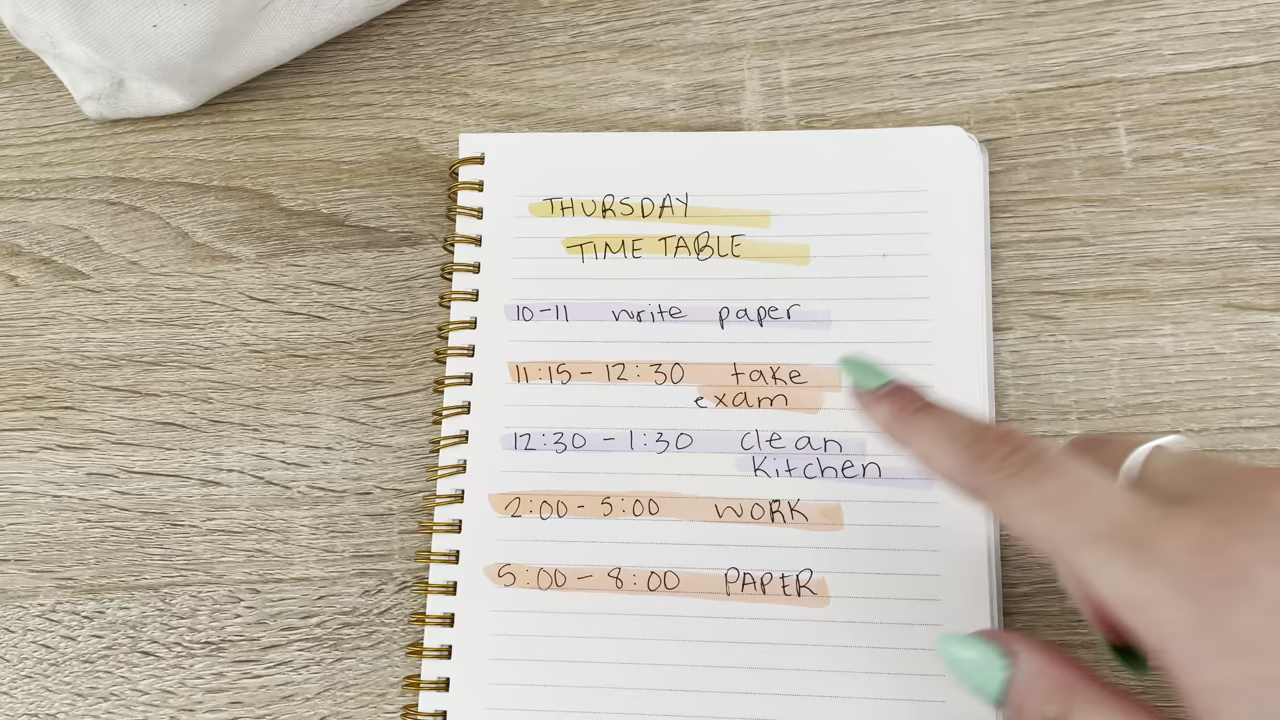 THURSDAY
TIME TABLE
10-11 write paper
11:15 - 12:30 take
exam
12:30 - 1:30 clean
Kitchen
2:00 - 5:00 WORK
5:00 - 8:00 PAPER